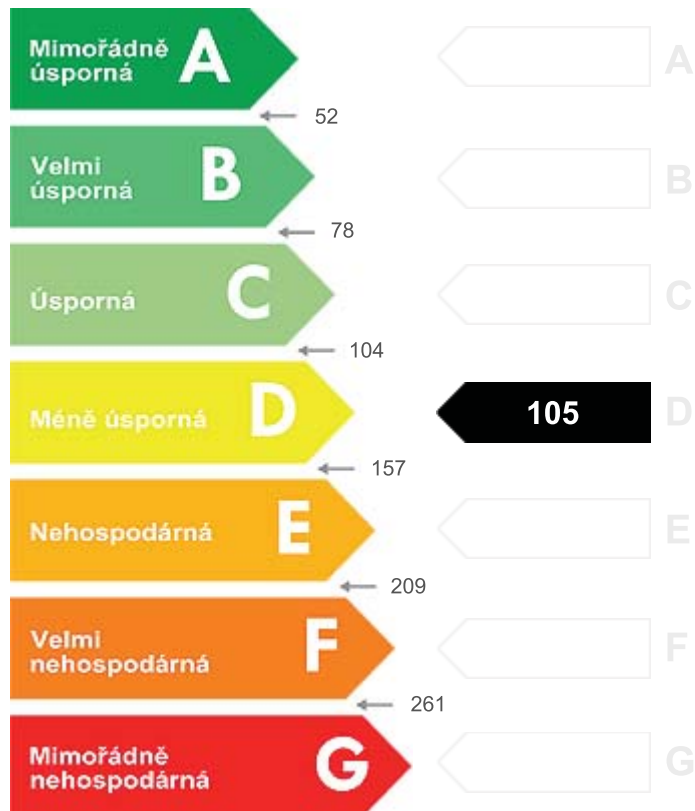 Mimořádně
úsporná
A
A
52
Velmi
úsporná
B
B
78
Úsporná
C
C
104
Méně úsporná
D
105
D
157
Nehospodárná
E
E
209
Velmi
nehospodárná
F
F
261
Mimořádně
nehospodárná
G
G